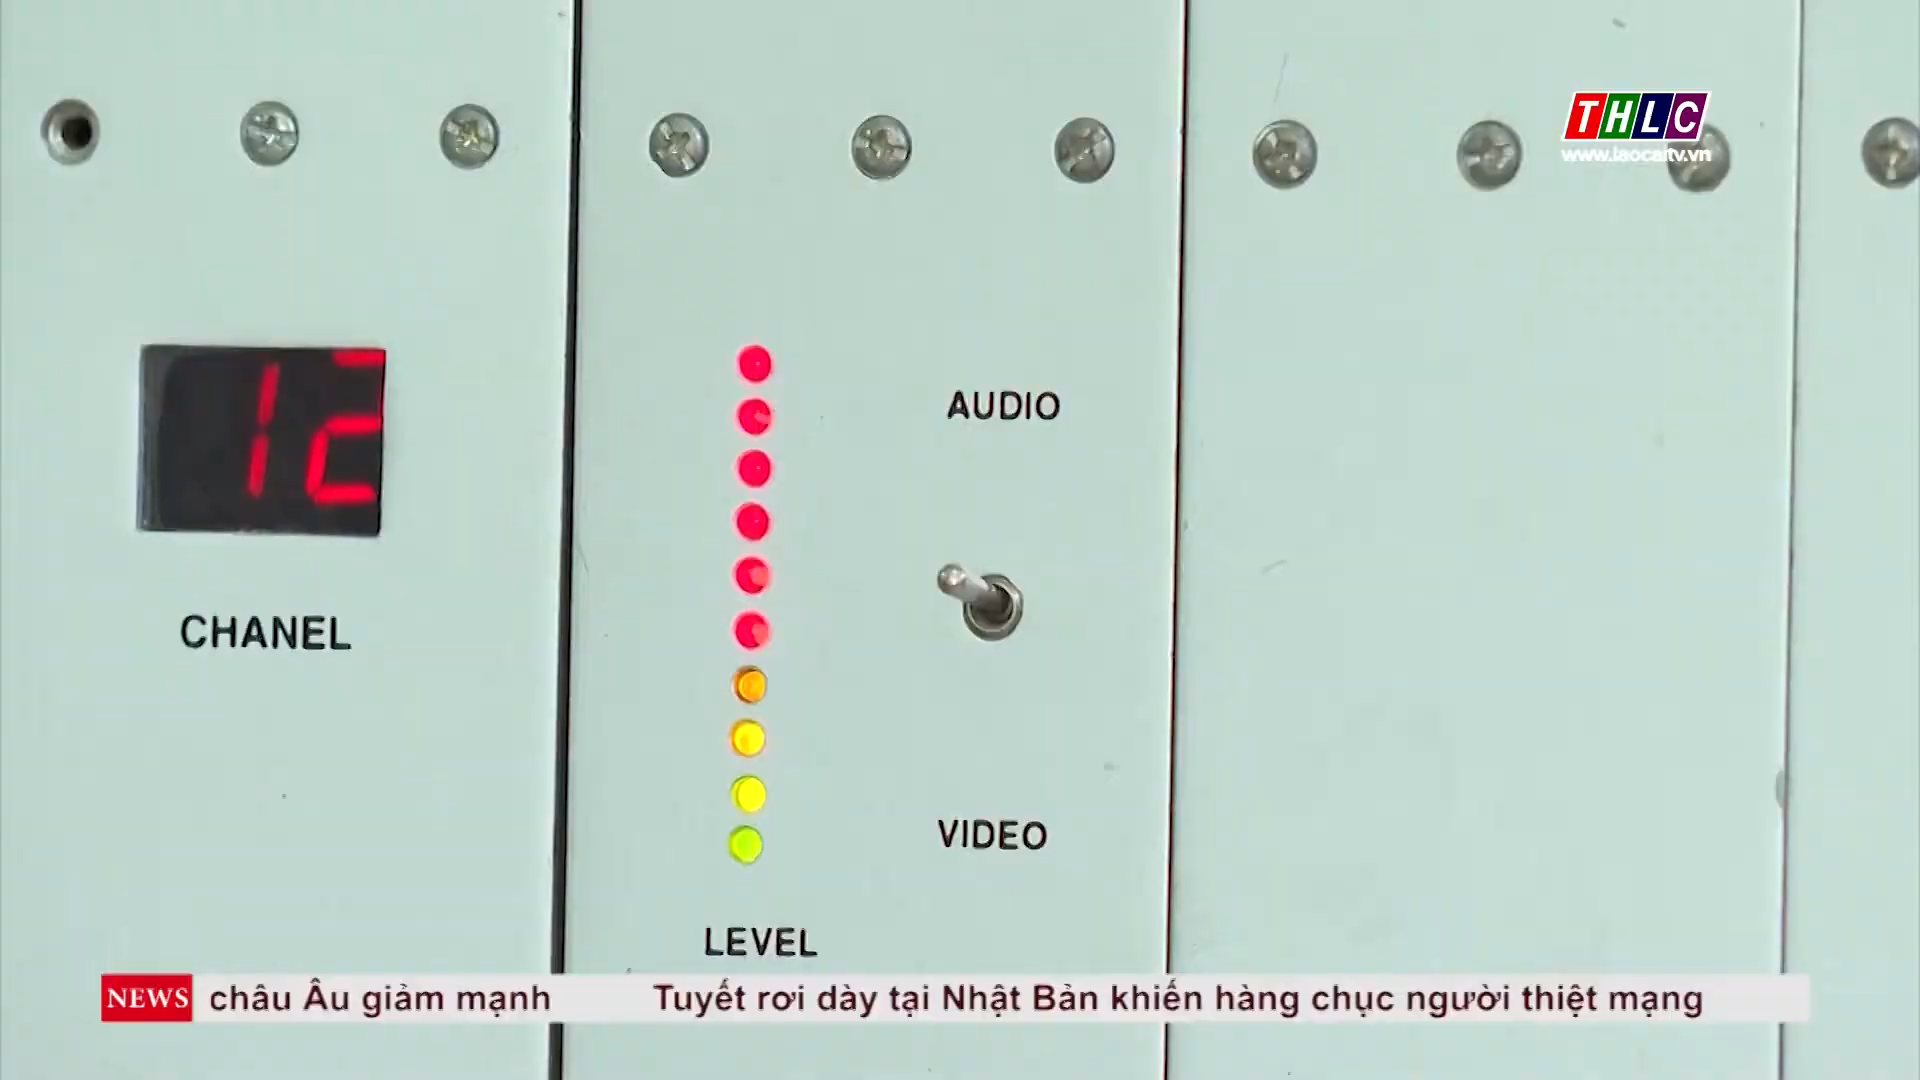 THLC
www.laocaitv.vn
12
AUDIO
CHANEL
VIDEO
LEVEL
NEWS châu Âu giảm mạnh Tuyết rơi dày tại Nhật Bản khiến hàng chục người thiệt mạng